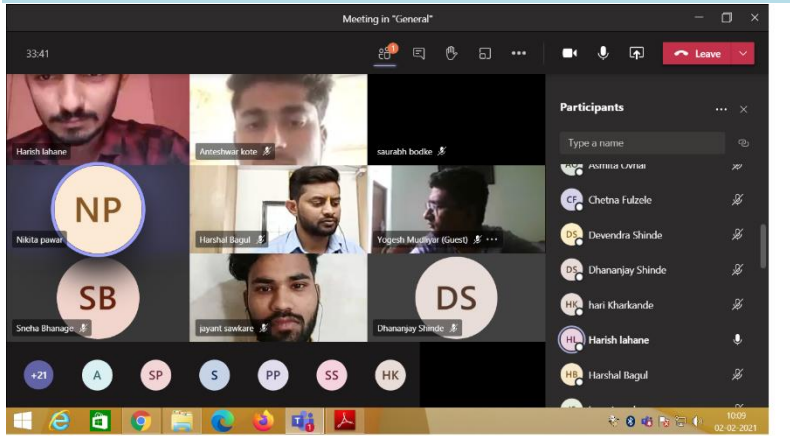 Meeting in "General"
33:41
1
Leave
Harish lahane
Anteshwar kote
saurabh bodke
NP
Nikita pawar
Harshal Bagul
Yogesh Mudliyar (Guest)
SB
Sneha Bhanage
jayant sawkare
DS
Dhananjay Shinde
+21
A
SP
S
PP
SS
HK
Participants
Type a name
CF Chetna Fulzele
DS Devendra Shinde
DS Dhananjay Shinde
HK hari Kharkande
HL Harish lahane
HB Harshal Bagul
10:09
02-02-2021